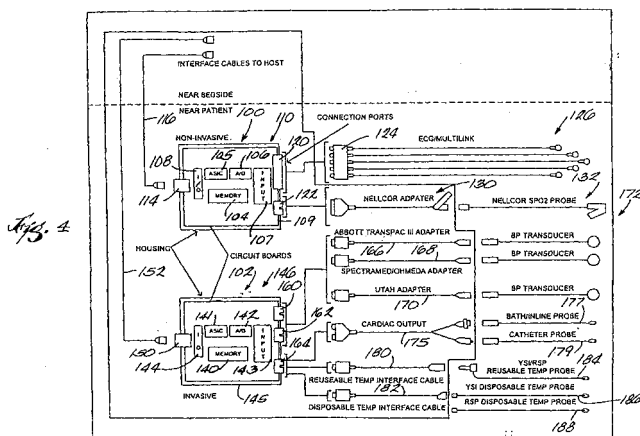 INTERFACE CABLES TO HOST
NEAR BEDSIDE
NEAR PATIENT
116
NON-INVASIVE
100
110
120
CONNECTION PORTS
124
ECG/MULTILINK
126
108
105
106
ASIC
A/D
I/O
INPUT
MEMORY
114
104
107
122
109
NELLCOR ADPATER
130
NELLCOR SPO2 PROBE
132
172
Fig. 4
HOUSING
CIRCUIT BOARDS
152
102
146
160
ABBOTT TRANSPAC III ADAPTER
166
168
BP TRANSDUCER
SPECTRAMED/OHMEDA ADAPTER
BP TRANSDUCER
UTAH ADAPTER
170
BP TRANSDUCER
141
142
162
ASIC
A/D
I/O
INPUT
MEMORY
150
144
140
143
164
145
INVASIVE
CARDIAC OUTPUT
175
BATH/INLINE PROBE
177
CATHETER PROBE
179
180
REUSEABLE TEMP INTERFACE CABLE
YSI/RSP
REUSABLE TEMP PROBE
184
182
DISPOSABLE TEMP INTERFACE CABLE
YSI DISPOSABLE TEMP PROBE
186
RSP DISPOSABLE TEMP PROBE
188